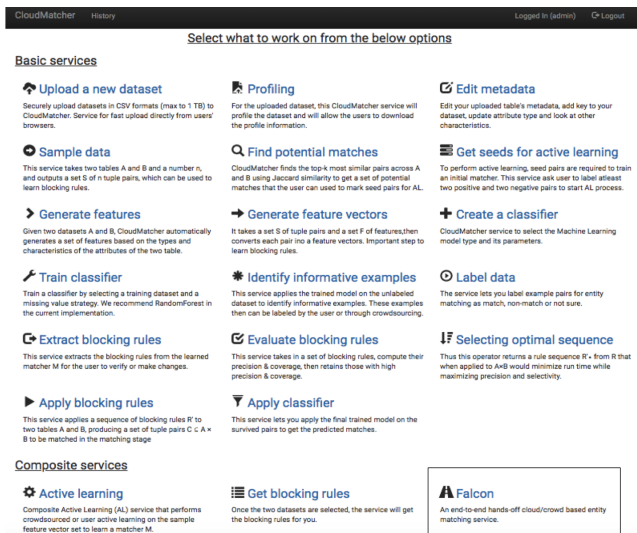 CloudMatcher History Logged In (admin) Logout
Select what to work on from the below options
Basic services
Upload a new dataset
Securely upload datasets in CSV formats (max to 1 TB) to
CloudMatcher. Service for fast upload directly from users'
browsers.
Profiling
For the uploaded dataset, this CloudMatcher service will
profile the dataset and will allow the users to download
the profile information.
Edit metadata
Edit your uploaded table's metadata, add key to your
dataset, update attribute type and look at other
characteristics.
Sample data
This service takes two tables A and B and a number n,
and outputs a set S of n tuple pairs, which can be used to
learn blocking rules.
Find potential matches
CloudMatcher finds the top-k most similar pairs across A
and B using Jaccard similarity to get a set of potential
matches that the user can used to mark seed pairs for AL.
Get seeds for active learning
To perform active learning, seed pairs are required to train
an initial matcher. This service ask user to label atleast
two positive and two negative pairs to start AL process.
Generate features
Given two datasets A and B, CloudMatcher automatically
generates a set of features based on the types and
characteristics of the attributes of the two table.
Generate feature vectors
It takes a set S of tuple pairs and a set F of features,then
converts each pair ino a feature vectors. Important step to
learn blocking rules.
Create a classifier
CloudMatcher service to select the Machine Learning
model type and its parameters.
Train classifier
Train a classifier by selecting a training dataset and a
missing value strategy. We recommend RandomForest in
the current implementation.
Identify informative examples
This service applies the trained model on the unlabeled
dataset to identify informative examples. These examples
then can be labeled by the user or through crowdsourcing.
Label data
The service lets you label example pairs for entity
matching as match, non-match or not sure.
Extract blocking rules
This service extracts the blocking rules from the learned
matcher M for the user to verify or make changes.
Evaluate blocking rules
This service takes in a set of blocking rules, compute their
precision & coverage, then retains those with high
precision & coverage.
Selecting optimal sequence
Thus this operator returns a rule sequence R'* from R that
when applied to A×B would minimize run time while
maximizing precision and selectivity.
Apply blocking rules
This service applies a sequence of blocking rules R' to
two tables A and B, producing a set of tuple pairs C ⊆ A ×
B to be matched in the matching stage
Apply classifier
This service lets you apply the final trained model on the
survived pairs to get the predicted matches.
Composite services
Active learning
Composite Active Learning (AL) service that performs
crowdsourced or user active learning on the sample
feature vector set to learn a matcher M.
Get blocking rules
Once the two datasets are selected, the service will get
the blocking rules for you.
Falcon
An end-to-end hands-off cloud/crowd based entity
matching service.